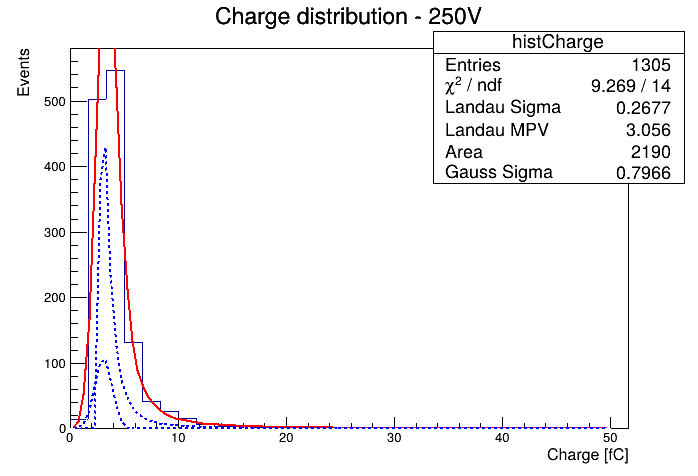 Charge distribution - 250V
histCharge
Entries 1305
χ² / ndf 9.269 / 14
Landau Sigma 0.2677
Landau MPV 3.056
Area 2190
Gauss Sigma 0.7966
Events
500
400
300
200
100
0
0 10 20 30 40 50
Charge [fC]